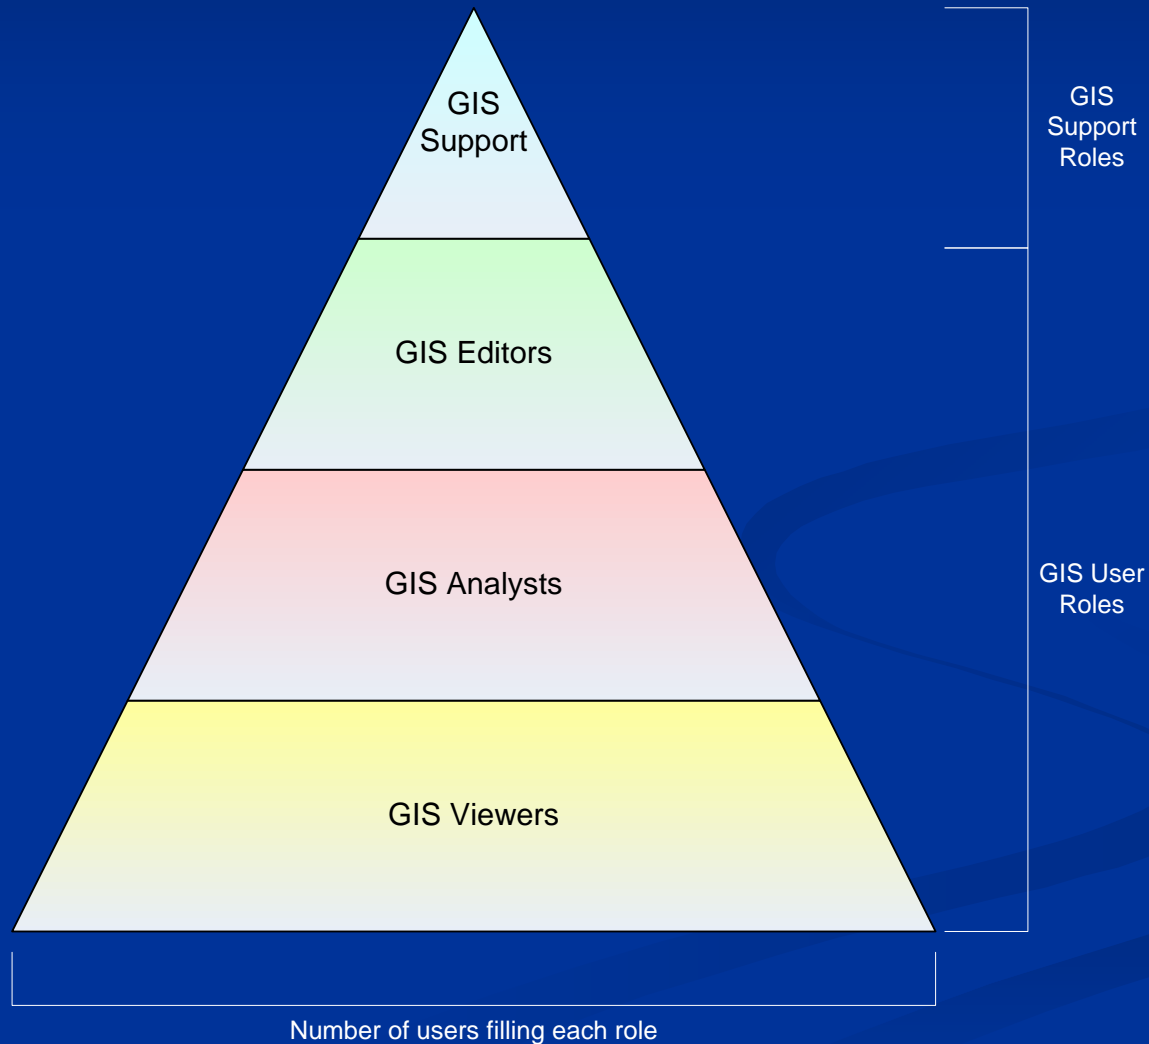 GIS
Support
GIS Editors
GIS Analysts
GIS Viewers
GIS
Support
Roles
GIS User
Roles
Number of users filling each role